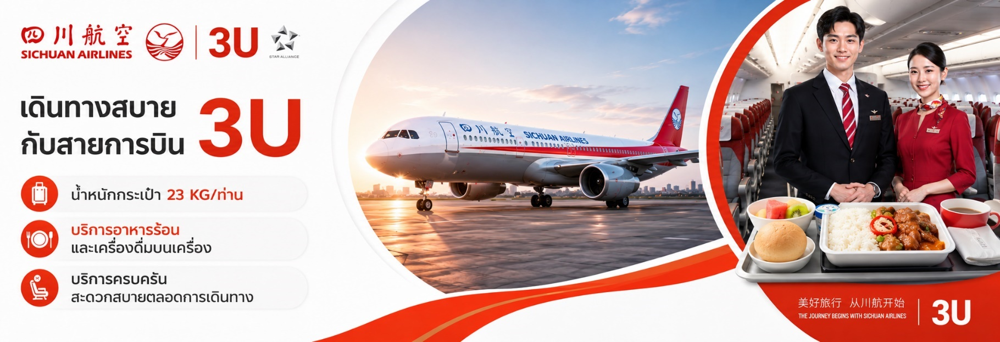 四川航空
SICHUAN AIRLINES
3U
STAR ALLIANCE
เดินทางสบาย
กับสายการบิน
3U
น้ำหนักกระเป๋า 23 KG/ท่าน
บริการอาหารร้อน
และเครื่องดื่มบนเครื่อง
บริการครบครัน
สะดวกสบายตลอดการเดินทาง
四川航空 SICHUAN AIRLINES
美好旅行 从川航开始
THE JOURNEY BEGINS WITH SICHUAN AIRLINES
3U